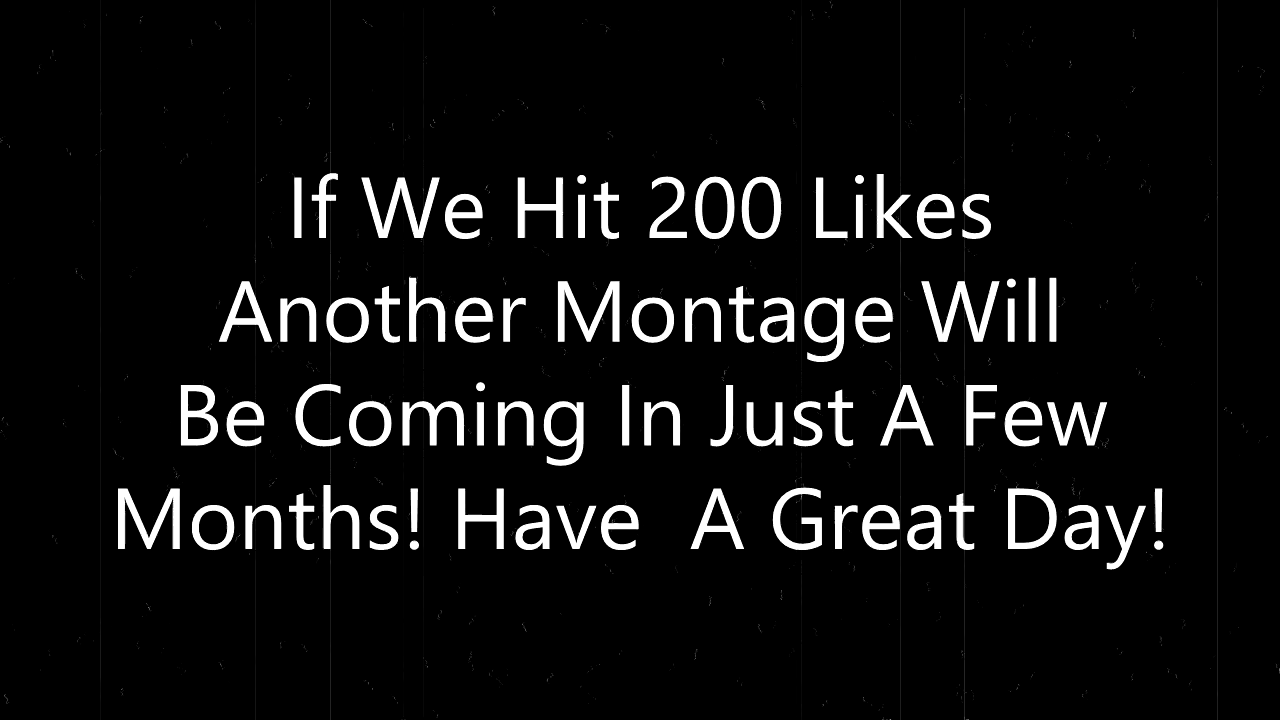 If We Hit 200 Likes
Another Montage Will
Be Coming In Just A Few
Months! Have  A Great Day!